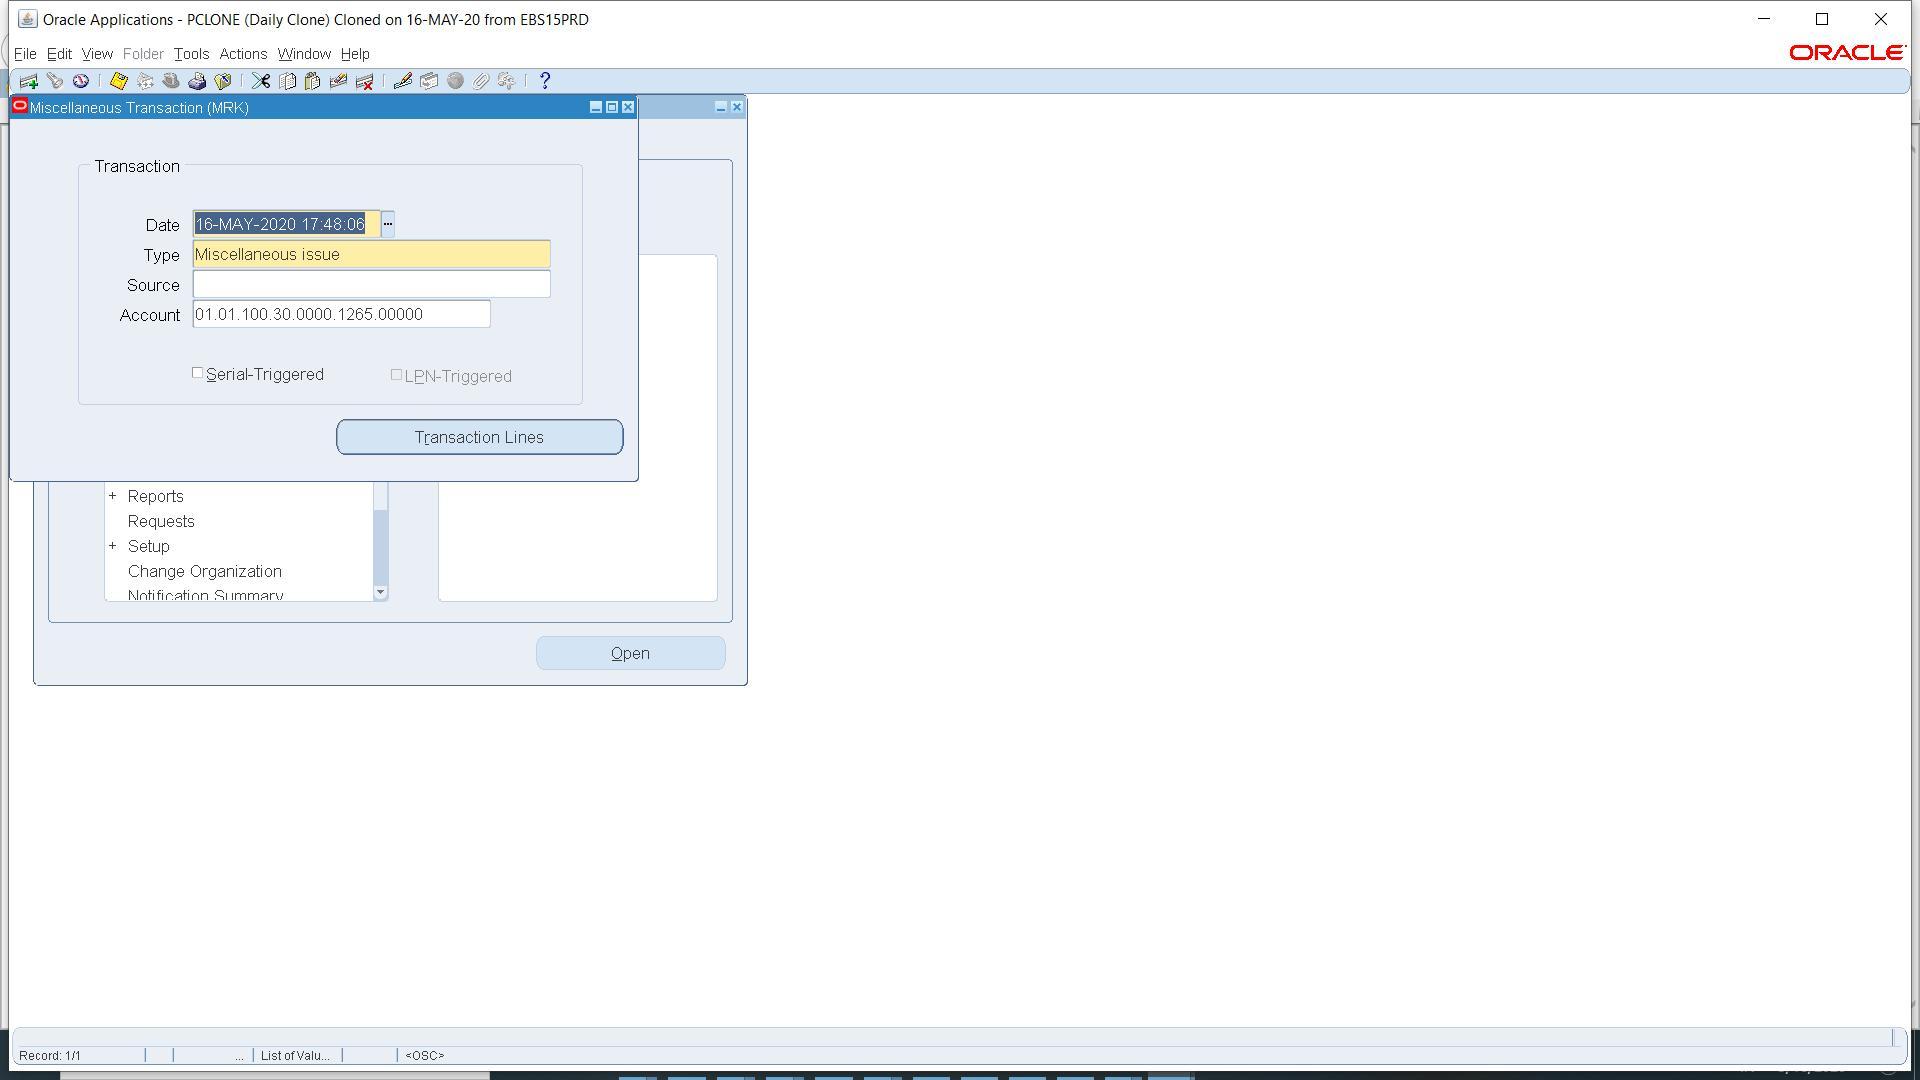 Oracle Applications - PCLONE (Daily Clone) Cloned on 16-MAY-20 from EBS15PRD
File Edit View Folder Tools Actions Window Help
ORACLE
Miscellaneous Transaction (MRK)
Transaction
Date 16-MAY-2020 17:48:06 ...
Type Miscellaneous issue
Source
Account 01.01.100.30.0000.1265.00000
Serial-Triggered LPN-Triggered
Transaction Lines
+ Reports
Requests
+ Setup
Change Organization
Notification Summary
Open
Record: 1/1 ... List of Valu... <OSC>